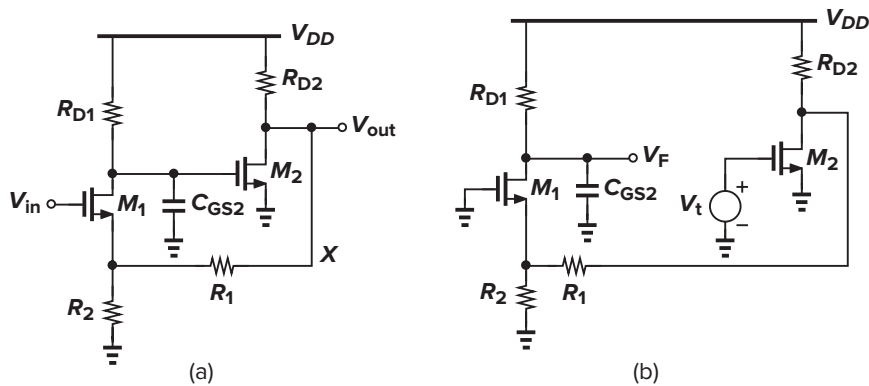 V_DD
R_D1
R_D2
V_out
V_in
M_1
C_GS2
M_2
X
R_1
R_2
(a)
V_DD
R_D1
R_D2
V_F
M_1
C_GS2
V_t
+
−
M_2
R_2
R_1
(b)